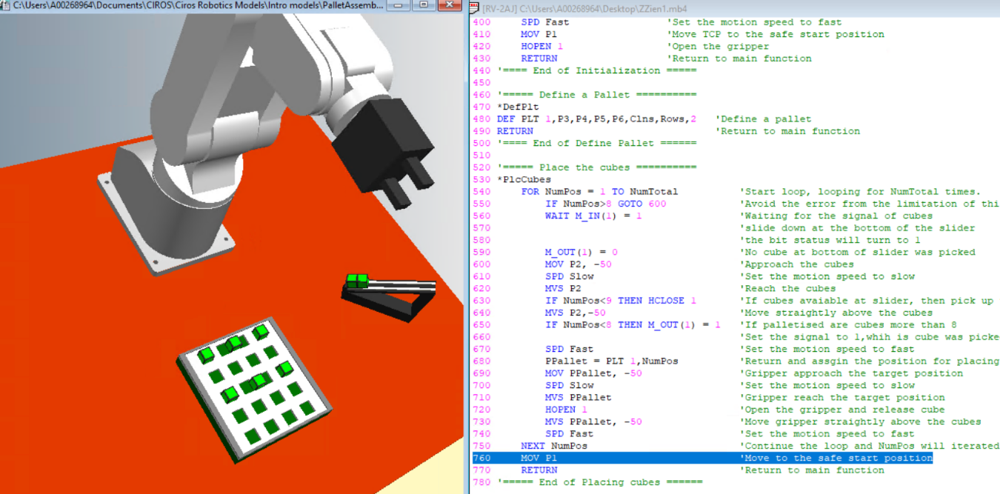 C:\Users\A00268964\Documents\CIROS\Ciros Robotics Models\Intro models\PalletAssemb...
[RV-2AJ] C:\Users\A00268964\Desktop\ZZien1.mb4
400 SPD Fast 'Set the motion speed to fast
410 MOV P1 'Move TCP to the safe start position
420 HOPEN 1 'Open the gripper
430 RETURN 'Return to main function
440 '==== End of Initialization =====
450
460 '===== Define a Pallet ==========
470 *DefPlt
480 DEF PLT 1,P3,P4,P5,P6,Clns,Rows,2 'Define a pallet
490 RETURN 'Return to main function
500 '==== End of Define Pallet ======
510
520 '===== Place the cubes ==========
530 *PlcCubes
540 FOR NumPos = 1 TO NumTotal 'Start loop, looping for NumTotal times.
550 IF NumPos>8 GOTO 600 'Avoid the error from the limitation of thi
560 WAIT M_IN(1) = 1 'Waiting for the signal of cubes
570 'slide down at the bottom of the slider
580 'the bit status will turn to 1
590 M_OUT(1) = 0 'No cube at bottom of slider was picked
600 MOV P2, -50 'Approach the cubes
610 SPD Slow 'Set the motion speed to slow
620 MVS P2 'Reach the cubes
630 IF NumPos<9 THEN HCLOSE 1 'If cubes avaiable at slider, then pick up
640 MVS P2,-50 'Move straightly above the cubes
650 IF NumPos<8 THEN M_OUT(1) = 1 'If palletised are cubes more than 8
660 'Set the signal to 1,whih is cube was picke
670 SPD Fast 'Set the motion speed to fast
680 PPallet = PLT 1,NumPos 'Return and assgin the position for placing
690 MOV PPallet, -50 'Gripper approach the target position
700 SPD Slow 'Set the motion speed to slow
710 MVS PPallet 'Gripper reach the target position
720 HOPEN 1 'Open the gripper and release cube
730 MVS PPallet, -50 'Move gripper straightly above the cubes
740 SPD Fast 'Set the motion speed to fast
750 NEXT NumPos 'Continue the loop and NumPos will iterated
760 MOV P1 'Move to the safe start position
770 RETURN 'Return to main function
780 '===== End of Placing cubes ======